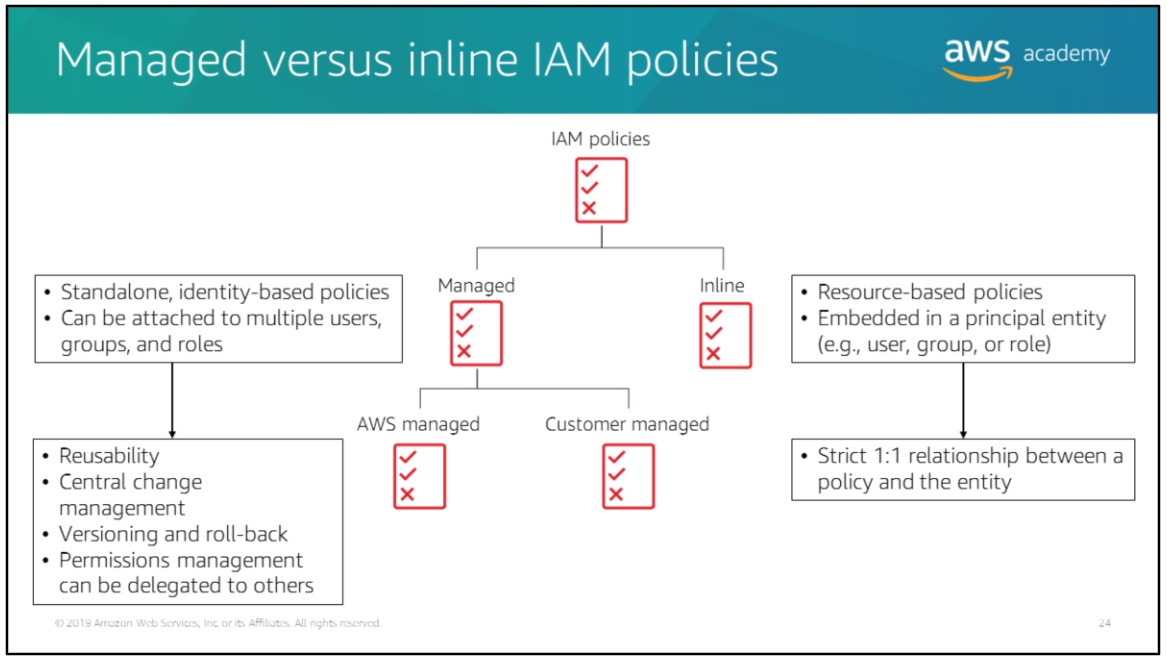 Managed versus inline IAM policies
aws academy
IAM policies
• Standalone, identity-based policies
• Can be attached to multiple users,
groups, and roles
Managed
Inline
• Resource-based policies
• Embedded in a principal entity
(e.g., user, group, or role)
AWS managed
Customer managed
• Reusability
• Central change
management
• Versioning and roll-back
• Permissions management
can be delegated to others
• Strict 1:1 relationship between a
policy and the entity
© 2019 Amazon Web Services, Inc. or its Affiliates. All rights reserved.
24